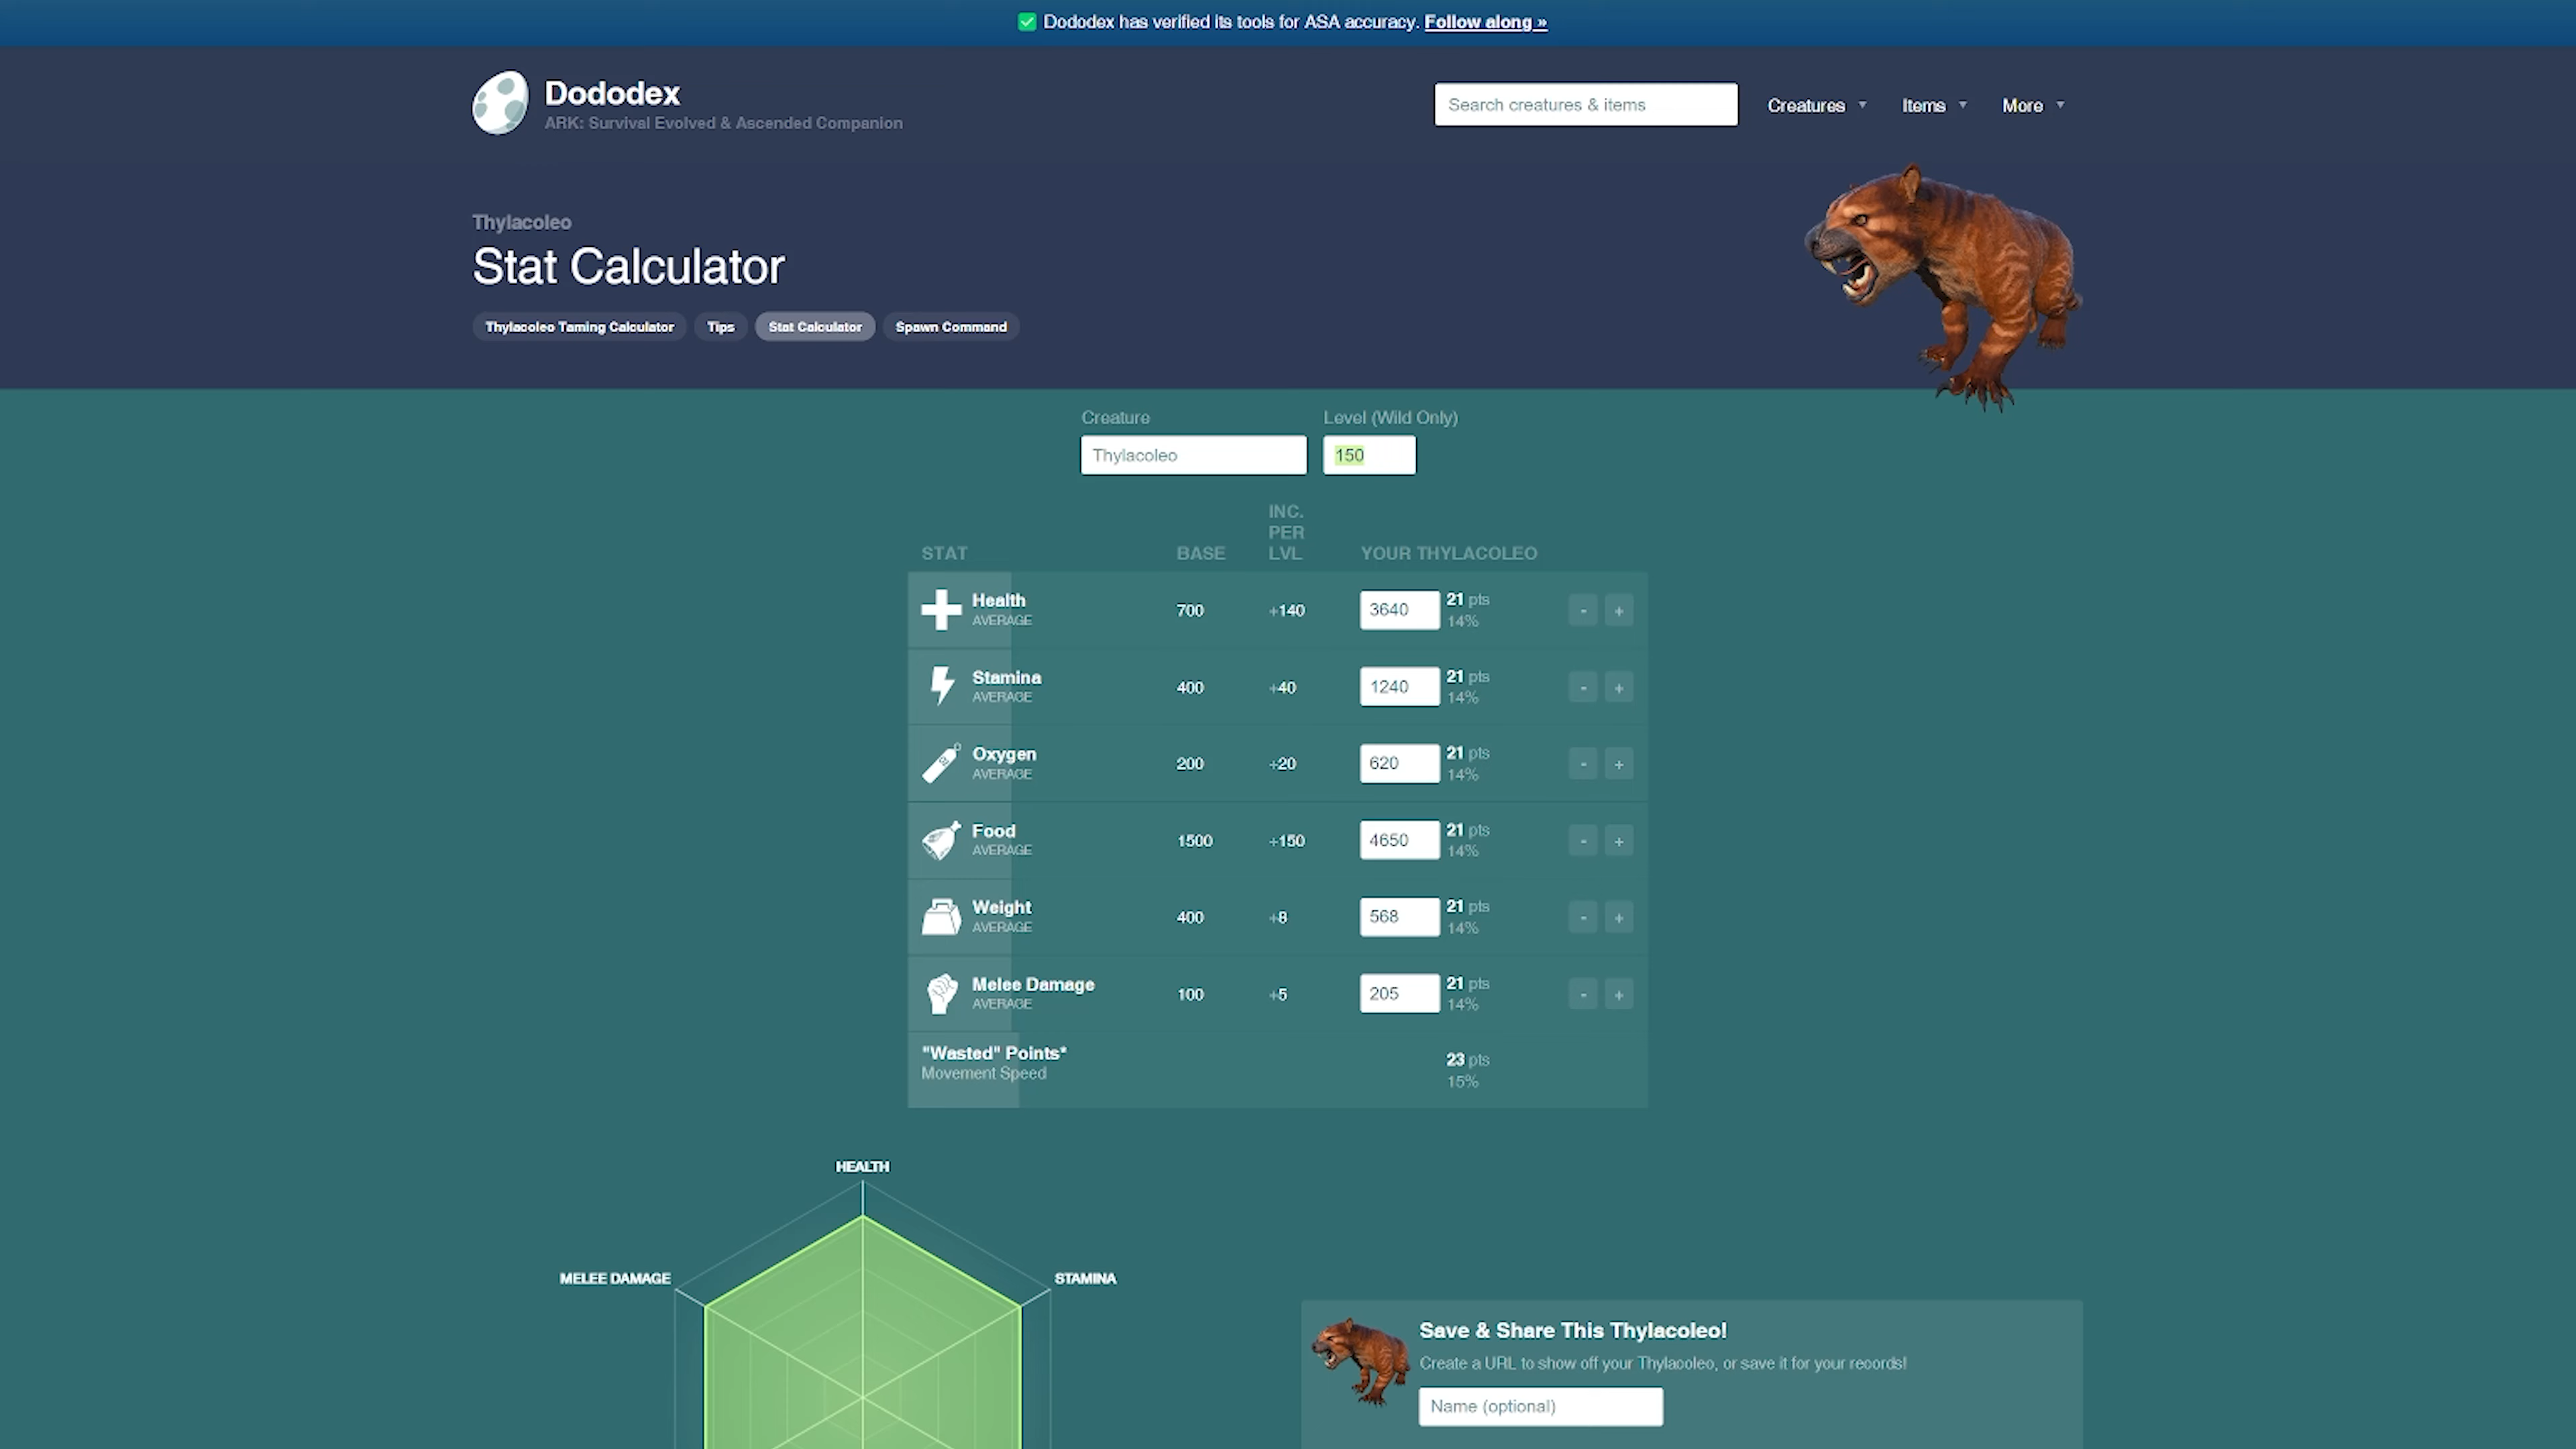 Dododex has verified its tools for ASA accuracy. Follow along »
Dododex
ARK: Survival Evolved & Ascended Companion
Search creatures & items
Creatures ▼
Items ▼
More ▼
Thylacoleo
Stat Calculator
Thylacoleo Taming Calculator
Tips
Stat Calculator
Spawn Command
Creature
Level (Wild Only)
Thylacoleo
150
STAT
BASE
INC. PER LVL
YOUR THYLACOLEO
Health
AVERAGE
700
+140
3640
21 pts
14%
-
+
Stamina
AVERAGE
400
+40
1240
21 pts
14%
-
+
Oxygen
AVERAGE
200
+20
620
21 pts
14%
-
+
Food
AVERAGE
1500
+150
4650
21 pts
14%
-
+
Weight
AVERAGE
400
+8
568
21 pts
14%
-
+
Melee Damage
AVERAGE
100
+5
205
21 pts
14%
-
+
"Wasted" Points*
Movement Speed
23 pts
15%
HEALTH
MELEE DAMAGE
STAMINA
Save & Share This Thylacoleo!
Create a URL to show off your Thylacoleo, or save it for your records!
Name (optional)